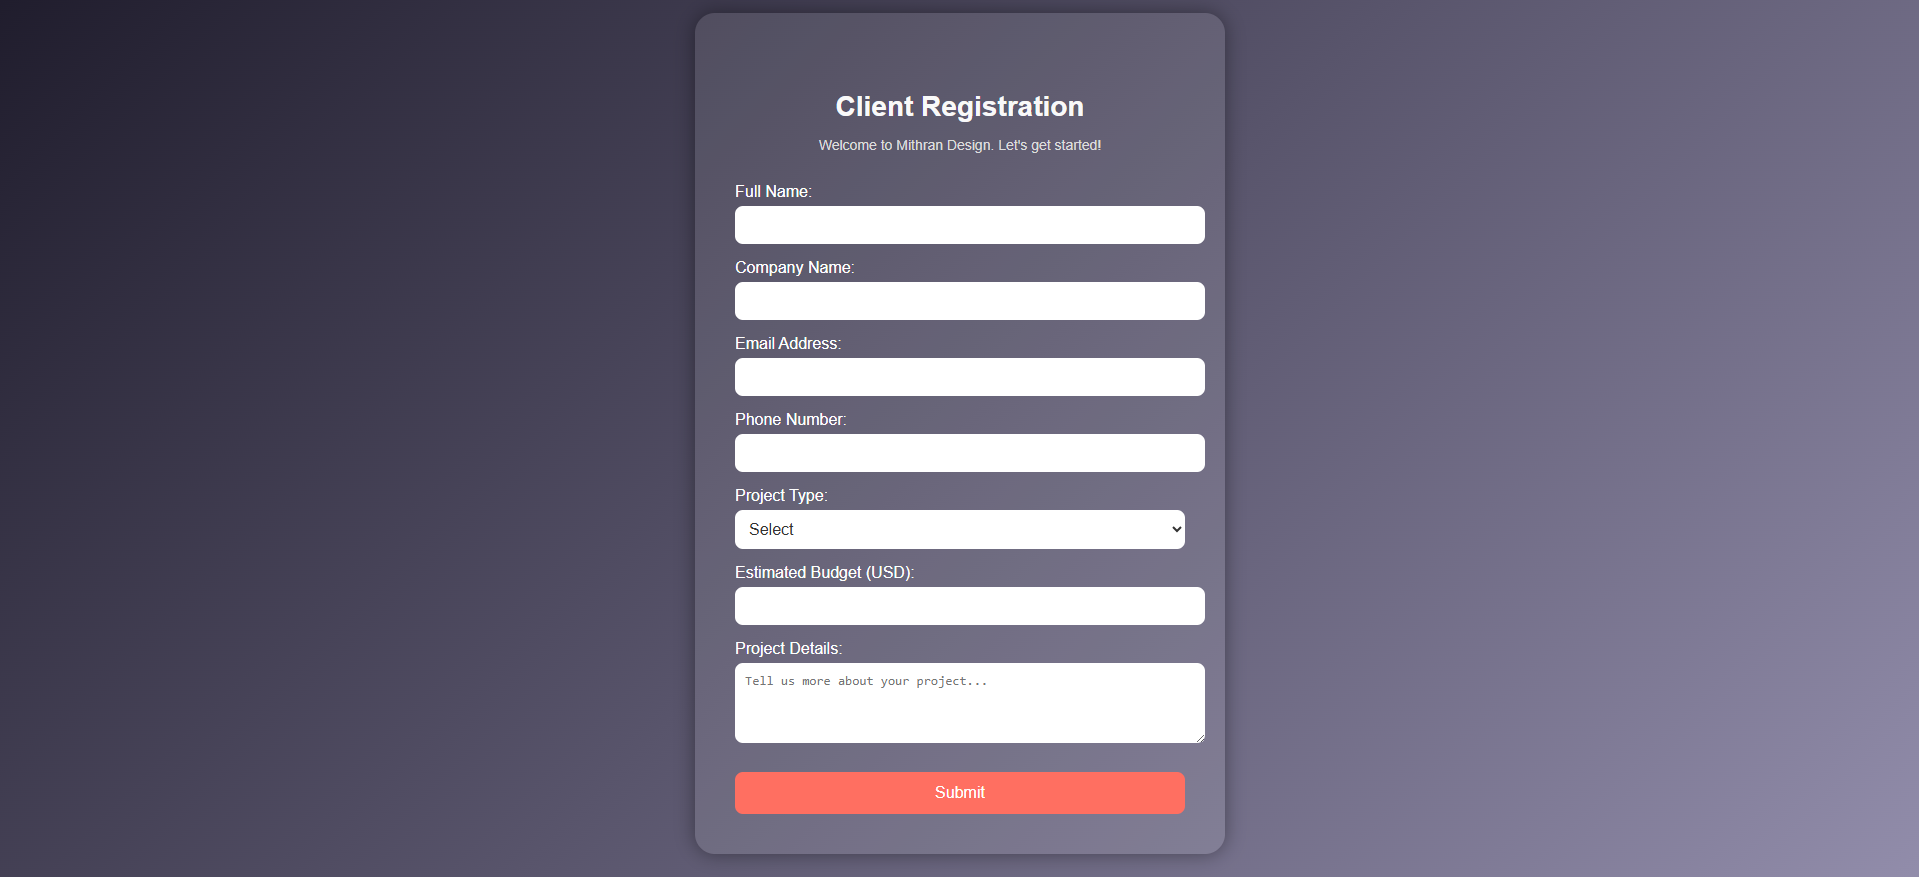 Client Registration
Welcome to Mithran Design. Let's get started!
Full Name:
Company Name:
Email Address:
Phone Number:
Project Type:
Select
Estimated Budget (USD):
Project Details:
Tell us more about your project...
Submit